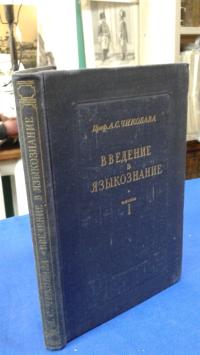 Проф. А. С. ЧИКОБАВА
ВВЕДЕНИЕ
В
ЯЗЫКОЗНАНИЕ
I
А. С. ЧИКОБАВА ВВЕДЕНИЕ В ЯЗЫКОЗНАНИЕ